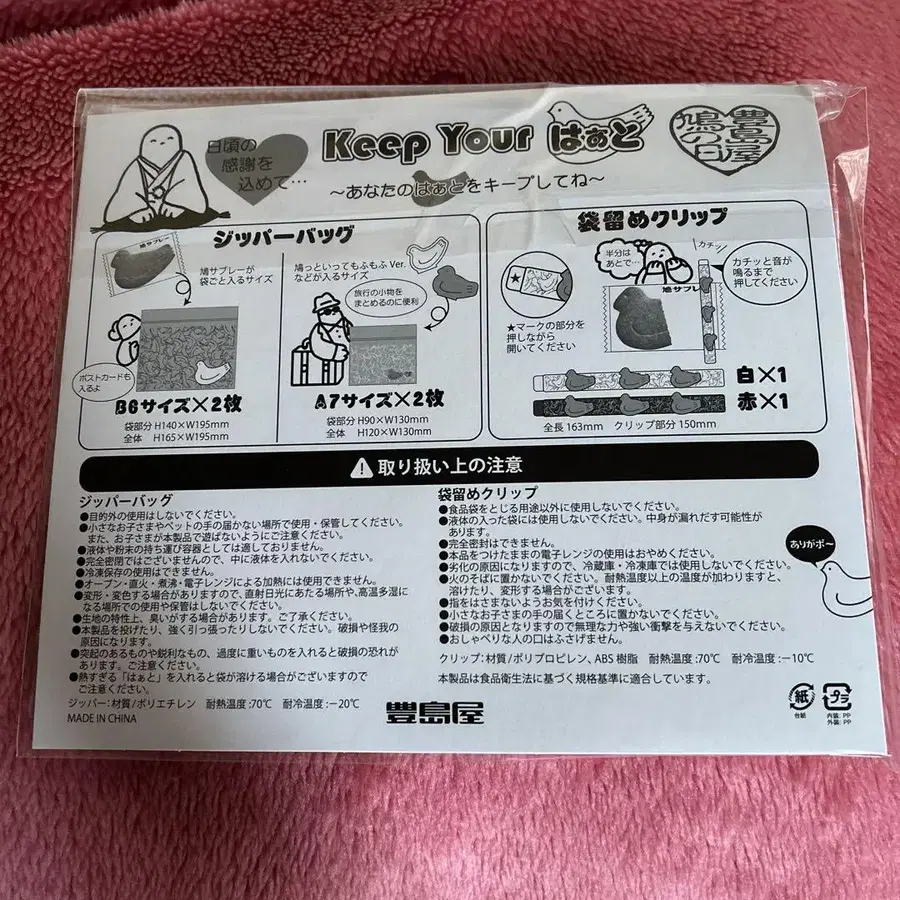 日頃の
感謝を
込めて…
Keep Your はぁと
～あなたのはぁとをキープしてね～
豊島屋
鳩の日
ジッパーバッグ
鳩サブレー
鳩サブレーが
袋ごと入るサイズ
ポストカードも
入るよ
B6サイズ×2枚
袋部分 H140×W195mm
全体 H165×W195mm
鳩っといってもふもふ Ver.
などが入るサイズ
旅行の小物を
まとめるのに便利
A7サイズ×2枚
袋部分 H90×W130mm
全体 H120×W130mm
袋留めクリップ
★
★マークの部分を
押しながら
開いてください
半分は
あとで…
鳩サブレ
カチッ
カチッと音が
鳴るまで
押してください
白×1
赤×1
全長 163mm クリップ部分 150mm
取り扱い上の注意
ジッパーバッグ
●目的外の使用はしないでください。
●小さなお子さまやペットの手の届かない場所で使用・保管してください。
また、お子さまが本製品で遊ばないようにご注意ください。
●液体や粉末の持ち運び容器としては適しておりません。
●完全密閉ではございませんので、中に液体を入れないでください。
●冷凍保存の使用はできません。
●オーブン・直火・煮沸・電子レンジによる加熱には使用できません。
●変形・変色する場合がありますので、直射日光にあたる場所や、高温多湿に
なる場所での使用や保管はしないでください。
●生地の特性上、臭いがする場合があります。ご了承ください。
●本製品を投げたり、強く引っ張ったりしないでください。破損や怪我の
原因になります。
●突起のあるものや鋭利なもの、過度に重いものを入れると破損の恐れが
あります。ご注意ください。
●熱すぎる「はぁと」を入れると袋が溶ける場合がございますので
ご注意ください。
ジッパー:材質/ポリエチレン 耐熱温度:70℃ 耐冷温度:−20℃
MADE IN CHINA
豊島屋
袋留めクリップ
●食品袋をとじる用途以外に使用しないでください。
●液体の入った袋には使用しないでください。中身が漏れだす可能性が
あります。
●完全密封はできません。
●本品をつけたままの電子レンジの使用はおやめください。
●劣化の原因になりますので、冷蔵庫・冷凍庫では使用しないでください。
●火のそばに置かないでください。耐熱温度以上の温度が加わりますと、
溶けたり、変形する場合がございます。
●指をはさまないようお気を付けください。
●小さなお子さまの手の届くところに置かないでください。
●破損の原因となりますので無理な力や強い衝撃を与えないでください。
●おしゃべりな人の口はふさげません。
クリップ:材質/ポリプロピレン、ABS 樹脂 耐熱温度:70℃ 耐冷温度:−10℃
本製品は食品衛生法に基づく規格基準に適合しています。
ありがポ〜
紙
台紙
プラ
内装:PP
外装:PP